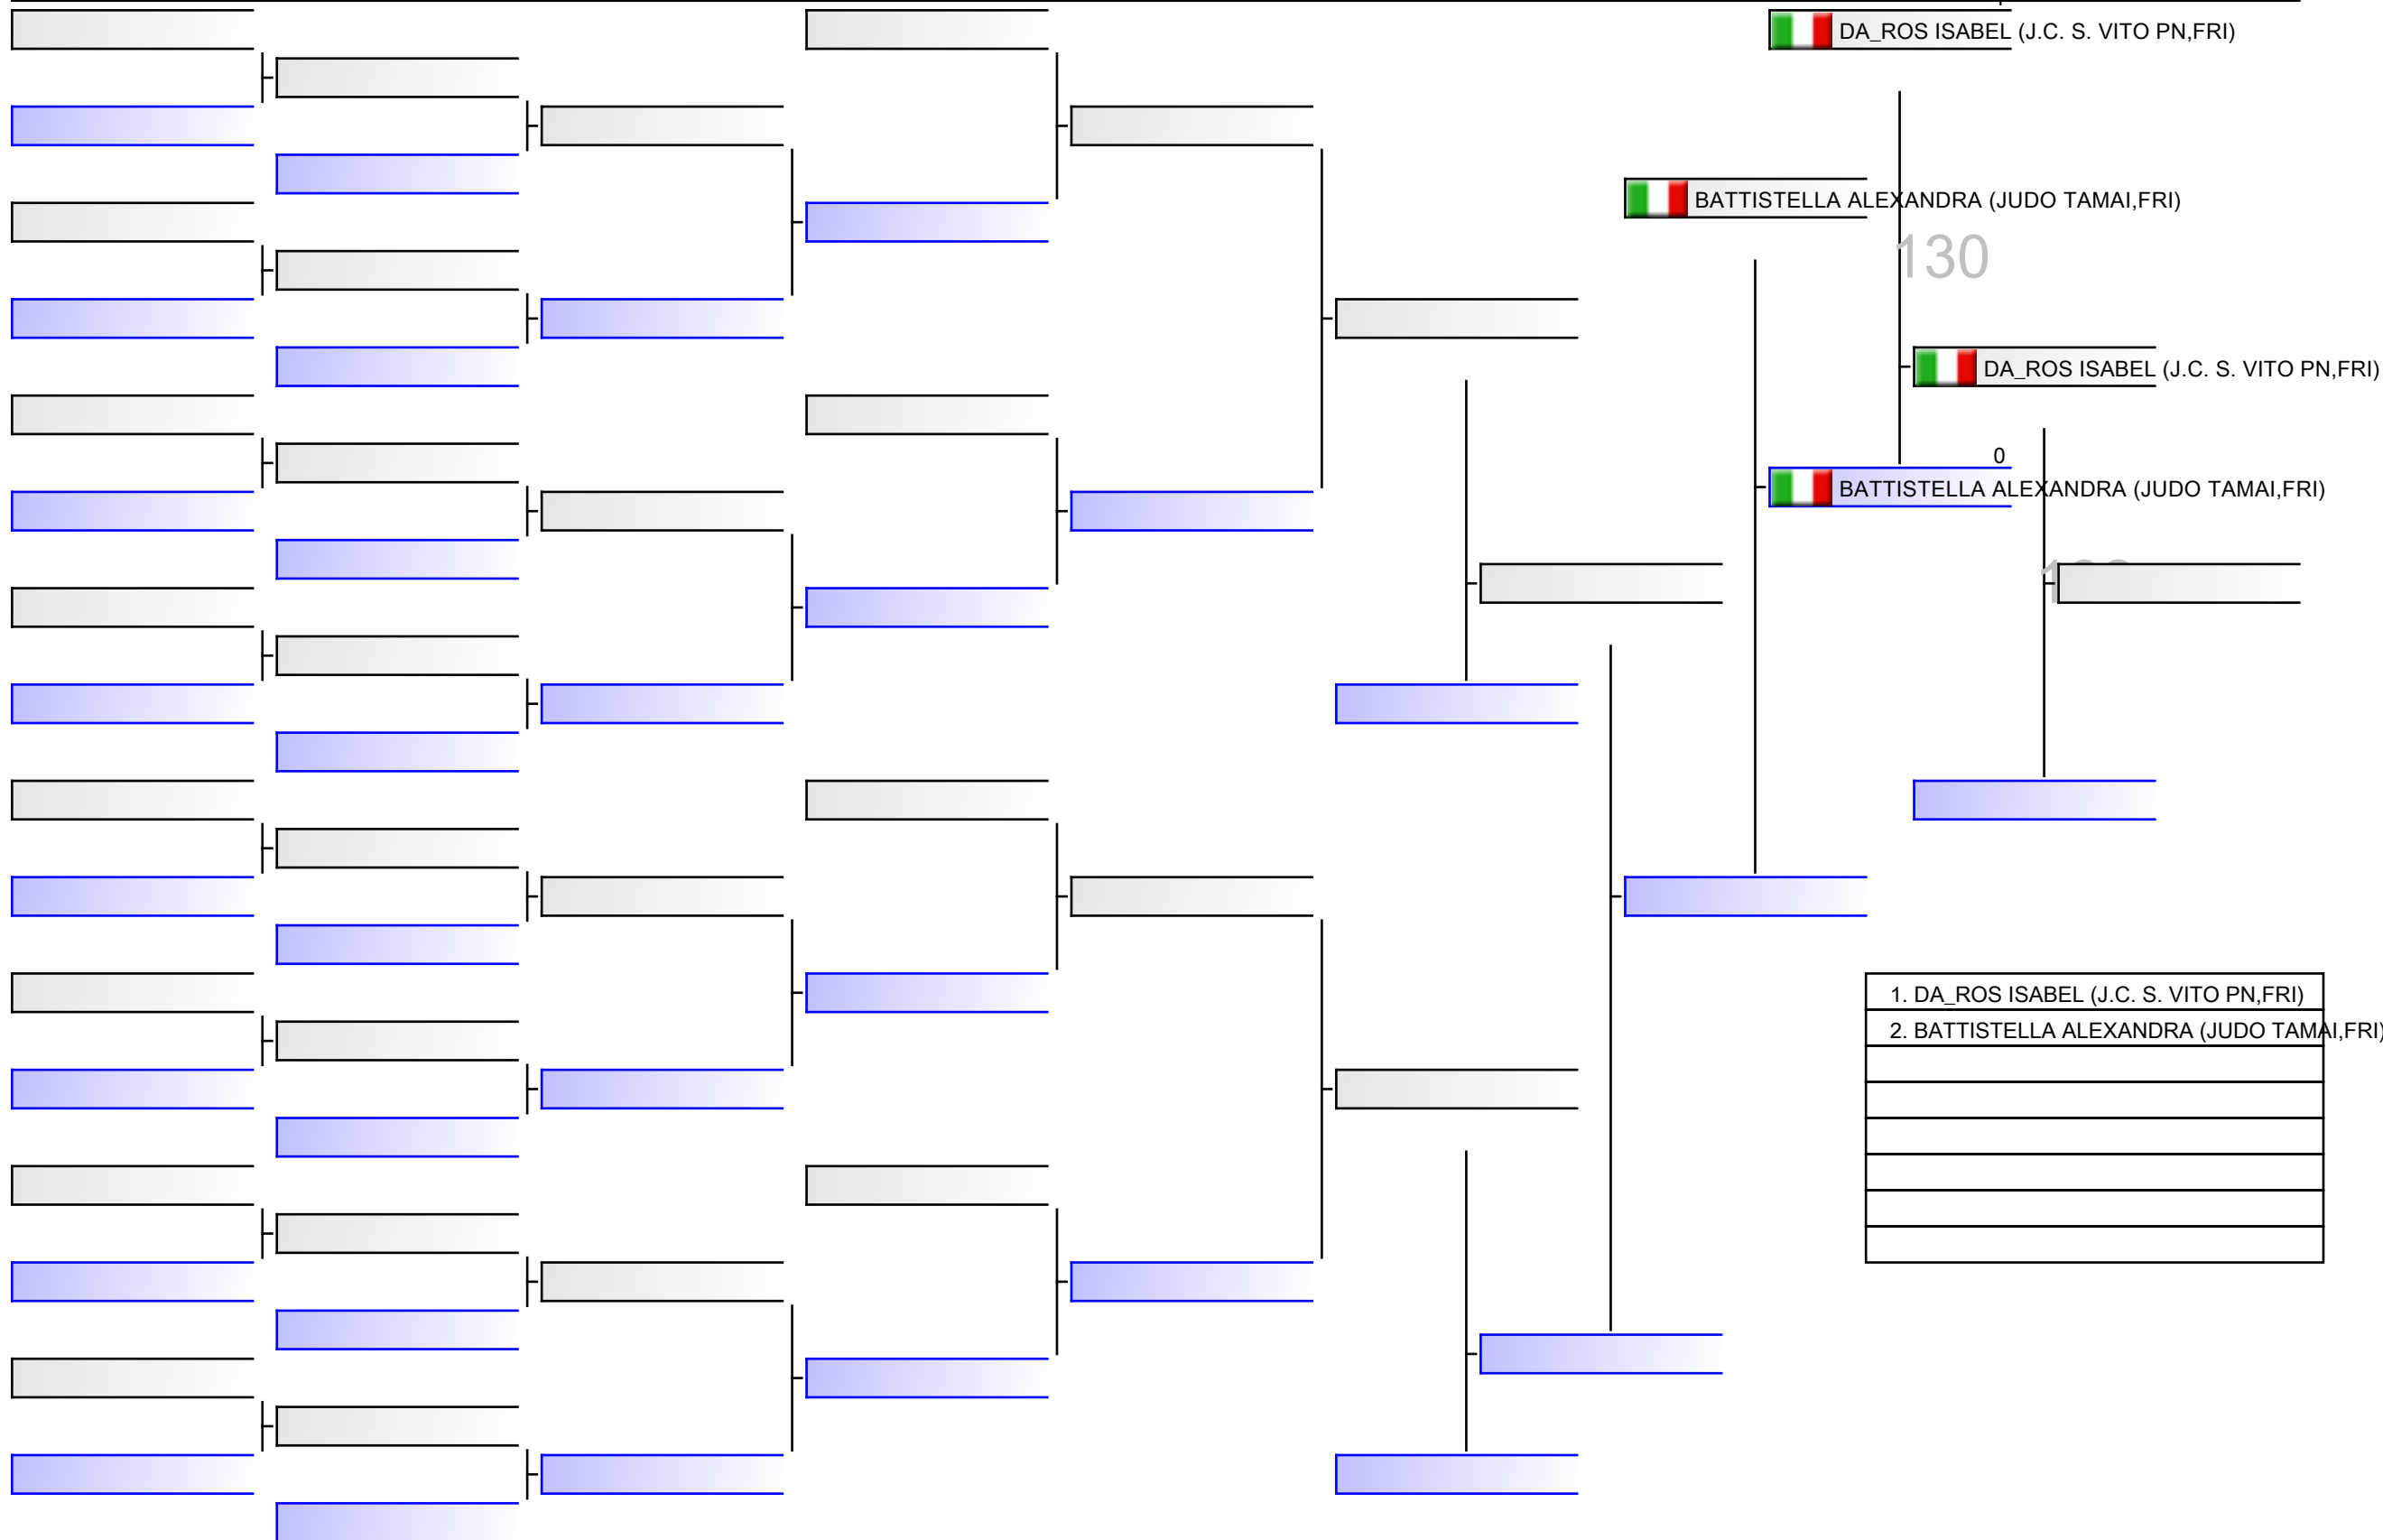 DA_ROS ISABEL (J.C. S. VITO PN,FRI)
BATTISTELLA ALEXANDRA (JUDO TAMAI,FRI)
130
DA_ROS ISABEL (J.C. S. VITO PN,FRI)
0
BATTISTELLA ALEXANDRA (JUDO TAMAI,FRI)
1. DA_ROS ISABEL (J.C. S. VITO PN,FRI)
2. BATTISTELLA ALEXANDRA (JUDO TAMAI,FRI)